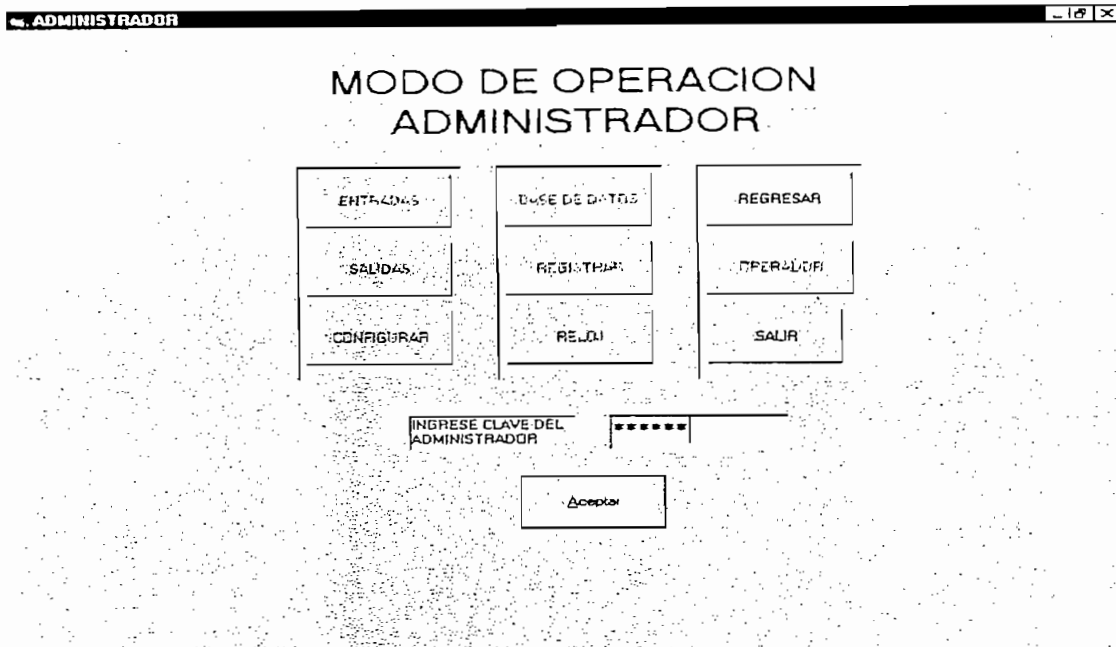 ADMINISTRADOR
MODO DE OPERACION
ADMINISTRADOR
ENTRADAS
BASE DE DATOS
REGRESAR
SALIDAS
REGISTRAR
OPERADOR
CONFIGURAR
RELOJ
SALIR
INGRESE CLAVE DEL
ADMINISTRADOR
******
Aceptar